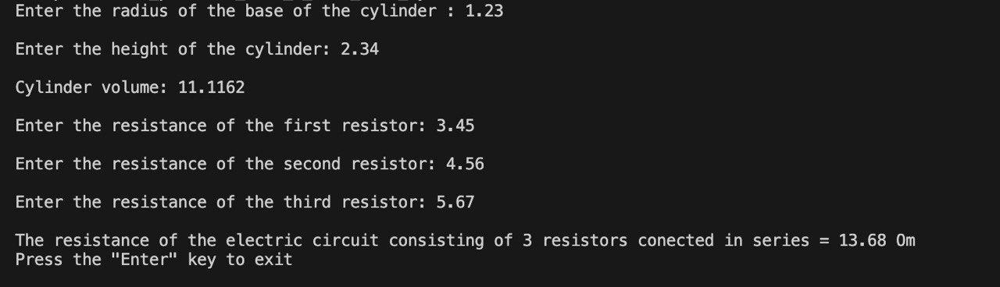 Enter the radius of the base of the cylinder : 1.23
Enter the height of the cylinder: 2.34
Cylinder volume: 11.1162
Enter the resistance of the first resistor: 3.45
Enter the resistance of the second resistor: 4.56
Enter the resistance of the third resistor: 5.67
The resistance of the electric circuit consisting of 3 resistors conected in series = 13.68 Om
Press the "Enter" key to exit